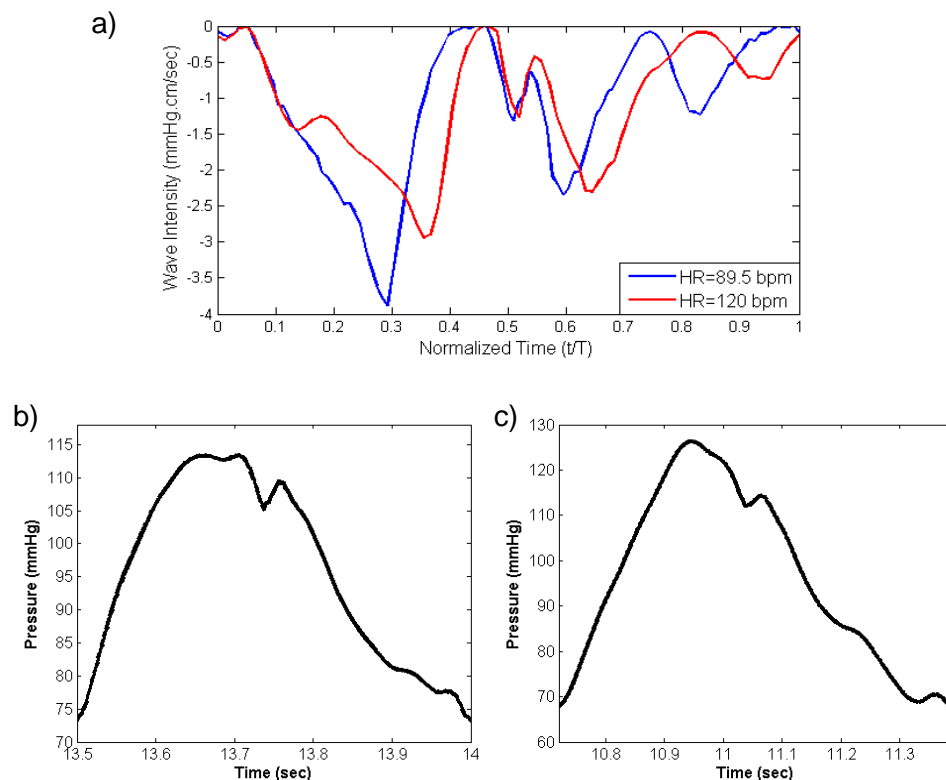 a)
Wave Intensity (mmHg.cm/sec)
0
-0.5
-1
-1.5
-2
-2.5
-3
-3.5
-4
0 0.1 0.2 0.3 0.4 0.5 0.6 0.7 0.8 0.9 1
Normalized Time (t/T)
HR=89.5 bpm
HR=120 bpm
b)
Pressure (mmHg)
115
110
105
100
95
90
85
80
75
70
13.5 13.6 13.7 13.8 13.9 14
Time (sec)
c)
Pressure (mmHg)
130
120
110
100
90
80
70
60
10.8 10.9 11 11.1 11.2 11.3
Time (sec)